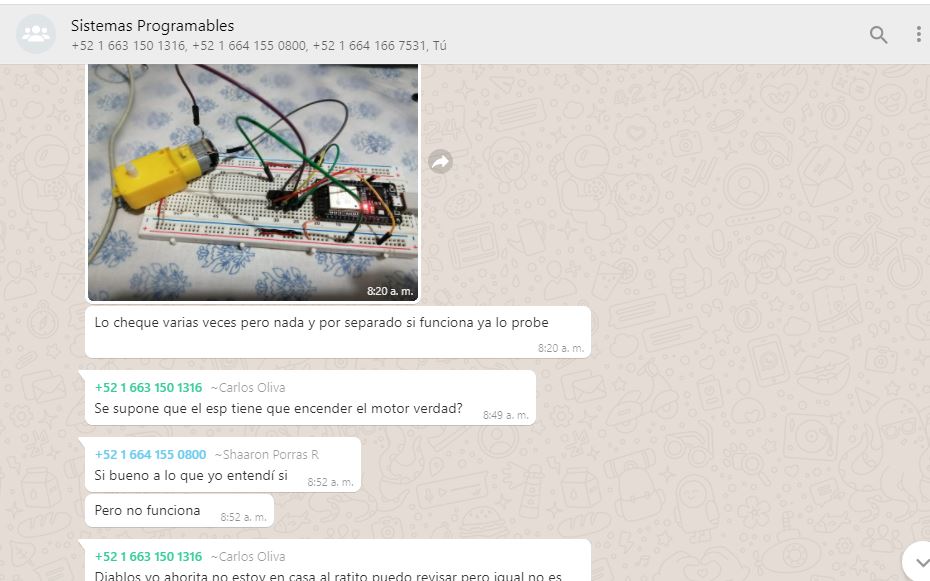 Sistemas Programables
+52 1 663 150 1316, +52 1 664 155 0800, +52 1 664 166 7531, Tú
8:20 a. m.
Lo cheque varias veces pero nada y por separado si funciona ya lo probe
8:20 a. m.
+52 1 663 150 1316 ~Carlos Oliva
Se supone que el esp tiene que encender el motor verdad?
8:49 a. m.
+52 1 664 155 0800 ~Shaaron Porras R
Si bueno a lo que yo entendí si
8:52 a. m.
Pero no funciona
8:52 a. m.
+52 1 663 150 1316 ~Carlos Oliva
Diablos yo ahorita no estoy en casa al ratito puedo revisar pero igual no es